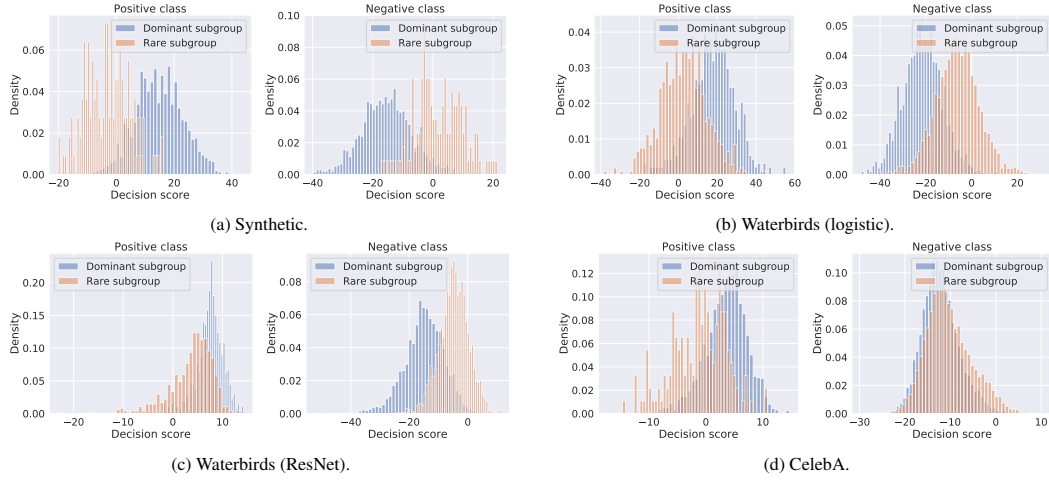 Positive class
Negative class
Dominant subgroup
Rare subgroup
Density
0.06
0.04
0.02
0.00
−20 0 20 40
Decision score
Dominant subgroup
Rare subgroup
Density
0.10
0.08
0.06
0.04
0.02
0.00
−40 −20 0 20
Decision score
(a) Synthetic.
Positive class
Negative class
Dominant subgroup
Rare subgroup
Density
0.04
0.03
0.02
0.01
0.00
−40 −20 0 20 40 60
Decision score
Dominant subgroup
Rare subgroup
Density
0.05
0.04
0.03
0.02
0.01
0.00
−40 −20 0 20
Decision score
(b) Waterbirds (logistic).
Positive class
Negative class
Dominant subgroup
Rare subgroup
Density
0.20
0.15
0.10
0.05
0.00
−20 −10 0 10
Decision score
Dominant subgroup
Rare subgroup
Density
0.08
0.06
0.04
0.02
0.00
−40 −20 0
Decision score
(c) Waterbirds (ResNet).
Positive class
Negative class
Dominant subgroup
Rare subgroup
Density
0.12
0.10
0.08
0.06
0.04
0.02
0.00
−10 0 10
Decision score
Dominant subgroup
Rare subgroup
Density
0.10
0.08
0.06
0.04
0.02
0.00
−30 −20 −10 0 10
Decision score
(d) CelebA.